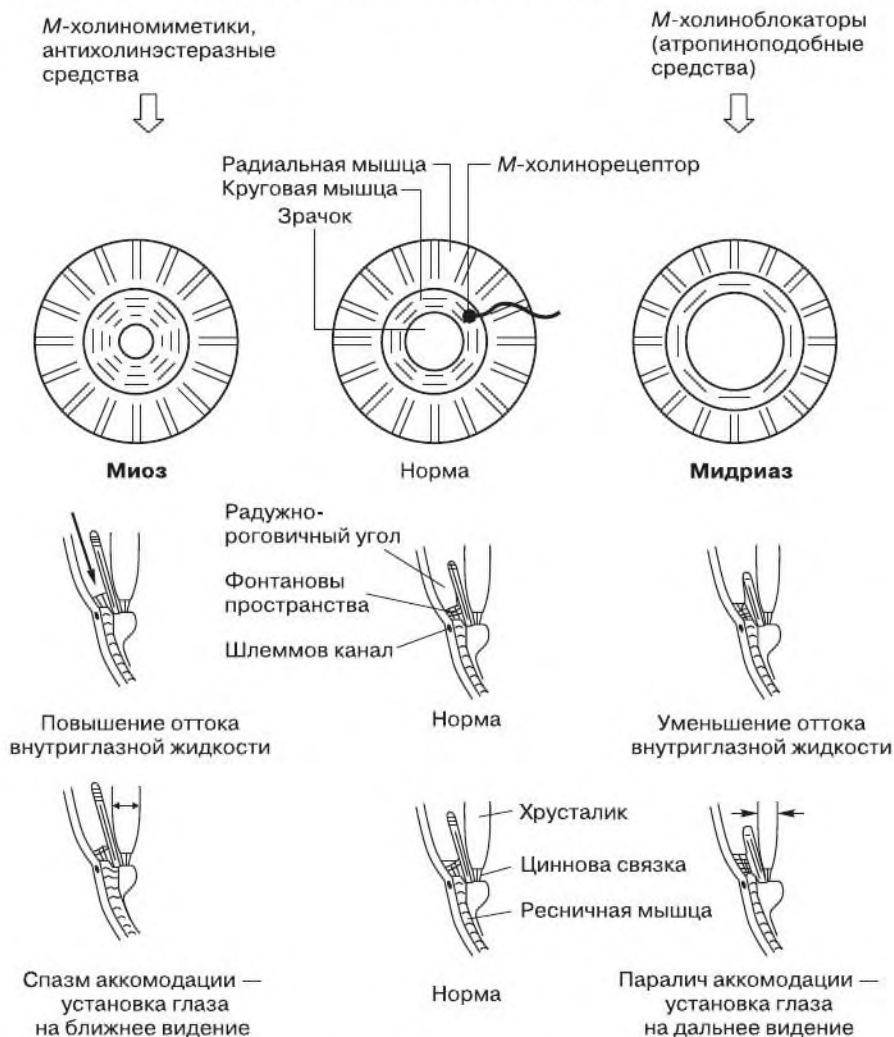 М-холиномиметики,
антихолинэстеразные
средства
М-холиноблокаторы
(атропиноподобные
средства)
Радиальная мышца
М-холинорецептор
Круговая мышца
Зрачок
Миоз
Норма
Мидриаз
Радужно-
роговичный угол
Фонтановы
пространства
Шлеммов канал
Повышение оттока
внутриглазной жидкости
Норма
Уменьшение оттока
внутриглазной жидкости
Хрусталик
Циннова связка
Ресничная мышца
Спазм аккомодации —
установка глаза
на ближнее видение
Норма
Паралич аккомодации —
установка глаза
на дальнее видение